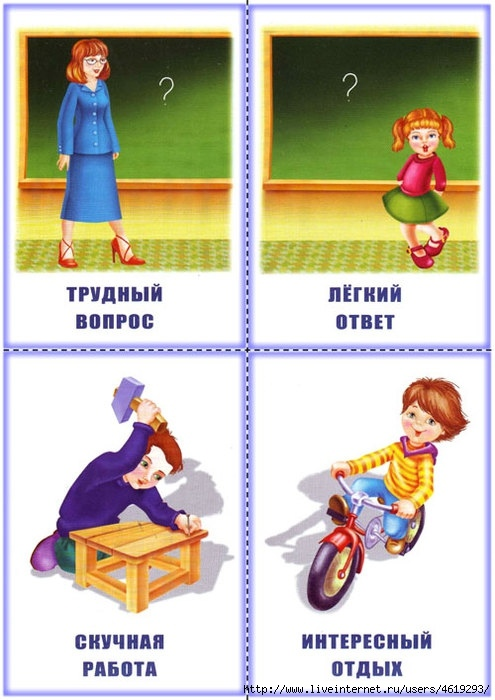 ?
?
ТРУДНЫЙ
ВОПРОС
ЛЁГКИЙ
ОТВЕТ
СКУЧНАЯ
РАБОТА
ИНТЕРЕСНЫЙ
ОТДЫХ
http://www.liveinternet.ru/users/4619293/